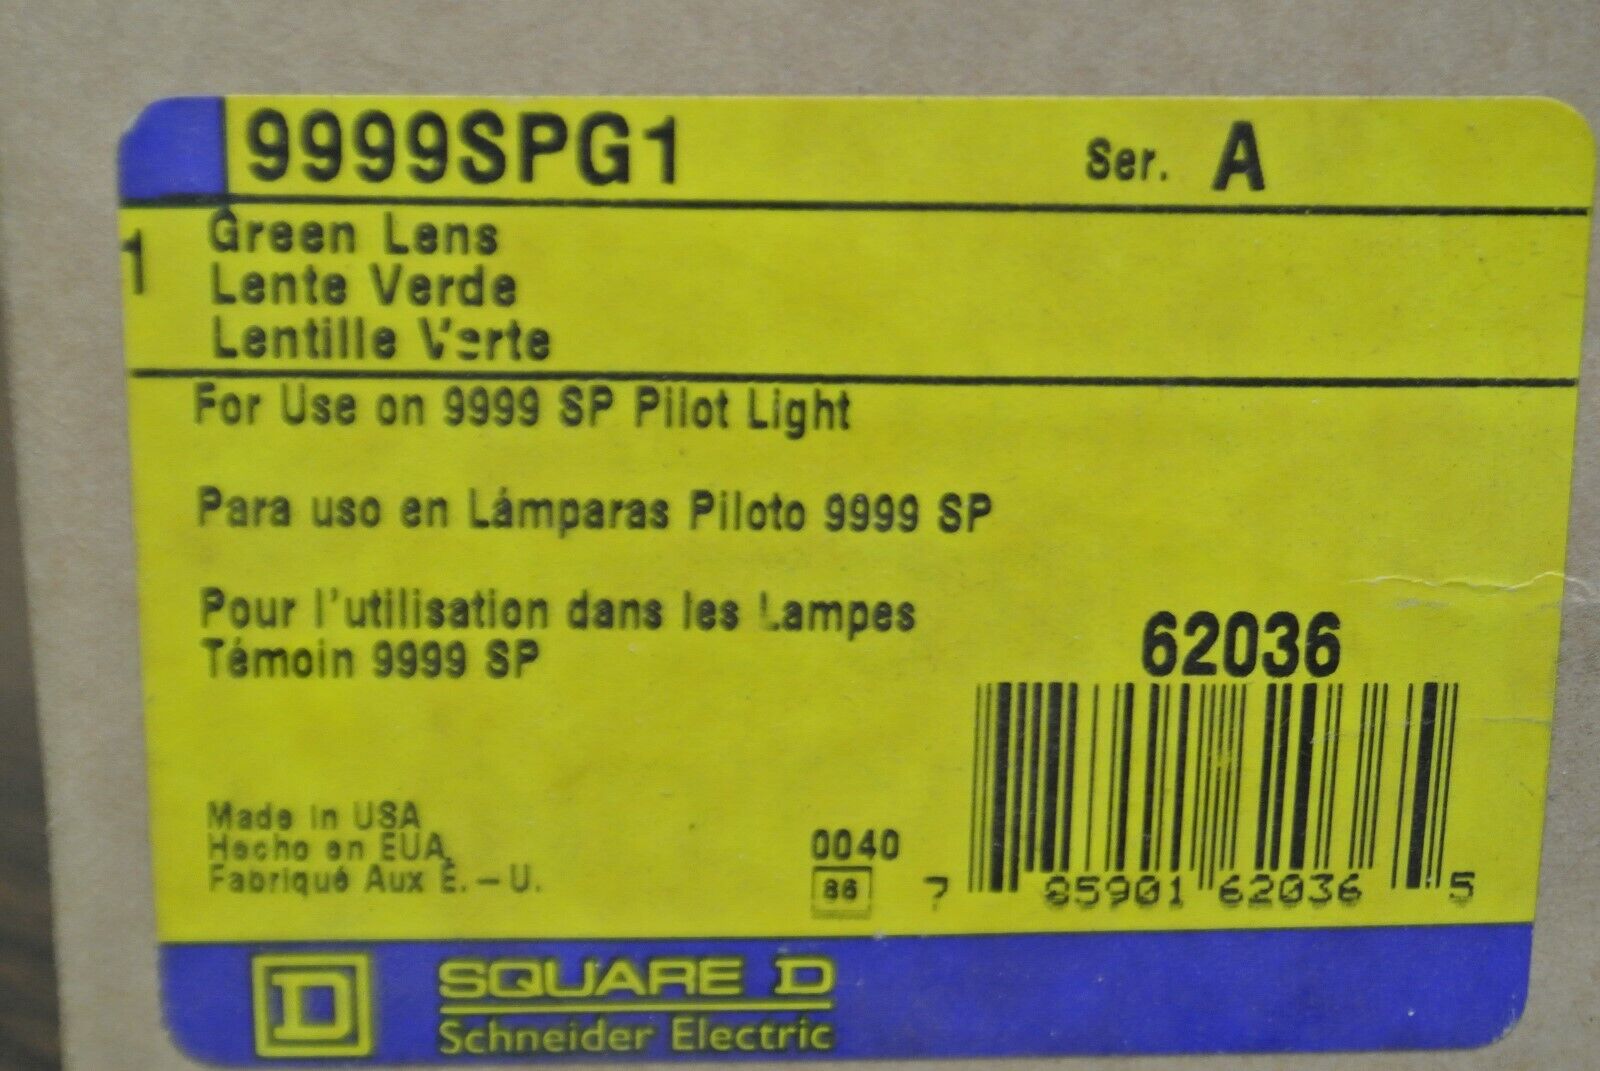 9999SPG1 Ser. A
1 Green Lens
Lente Verde
Lentille Verte
For Use on 9999 SP Pilot Light
Para uso en Lámparas Piloto 9999 SP
Pour l'utilisation dans les Lampes
Témoin 9999 SP
62036
Made in USA
Hecho en EUA
Fabriqué Aux É.-U.
0040
86
7 85901 62036 5
D
SQUARE D
Schneider Electric